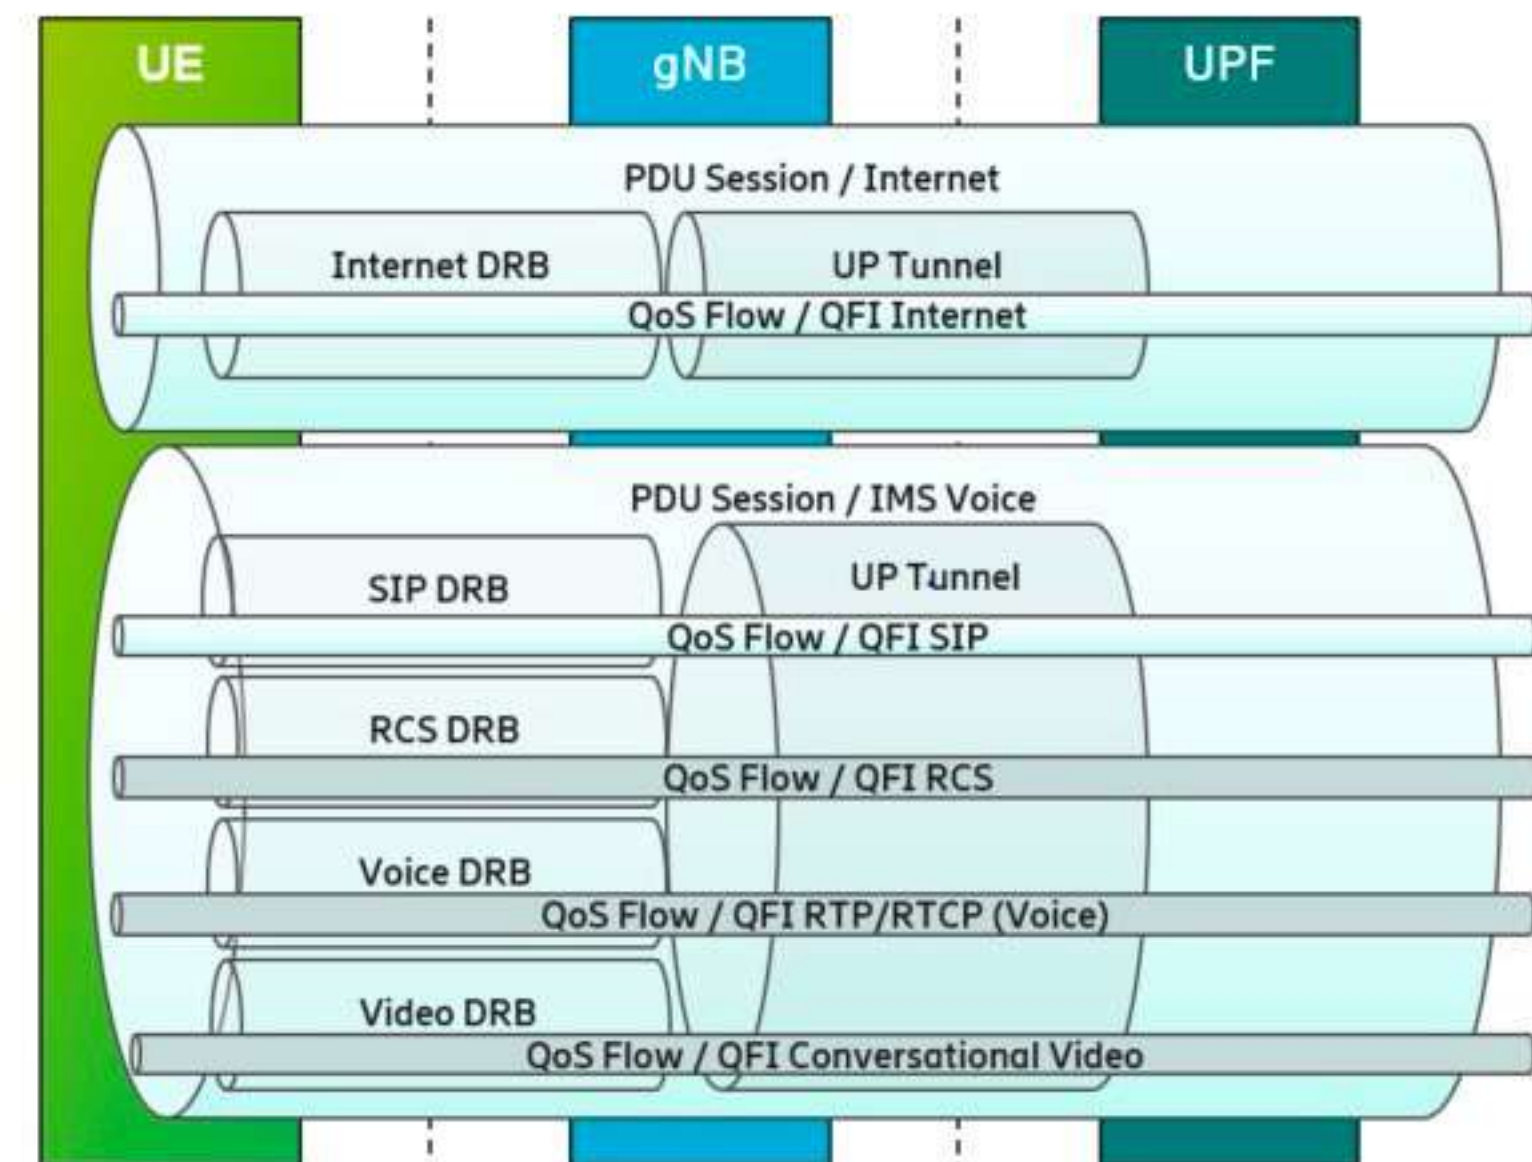 UE
gNB
UPF
PDU Session / Internet
Internet DRB
UP Tunnel
QoS Flow / QFI Internet
PDU Session / IMS Voice
SIP DRB
UP Tunnel
QoS Flow / QFI SIP
RCS DRB
QoS Flow / QFI RCS
Voice DRB
QoS Flow / QFI RTP/RTCP (Voice)
Video DRB
QoS Flow / QFI Conversational Video